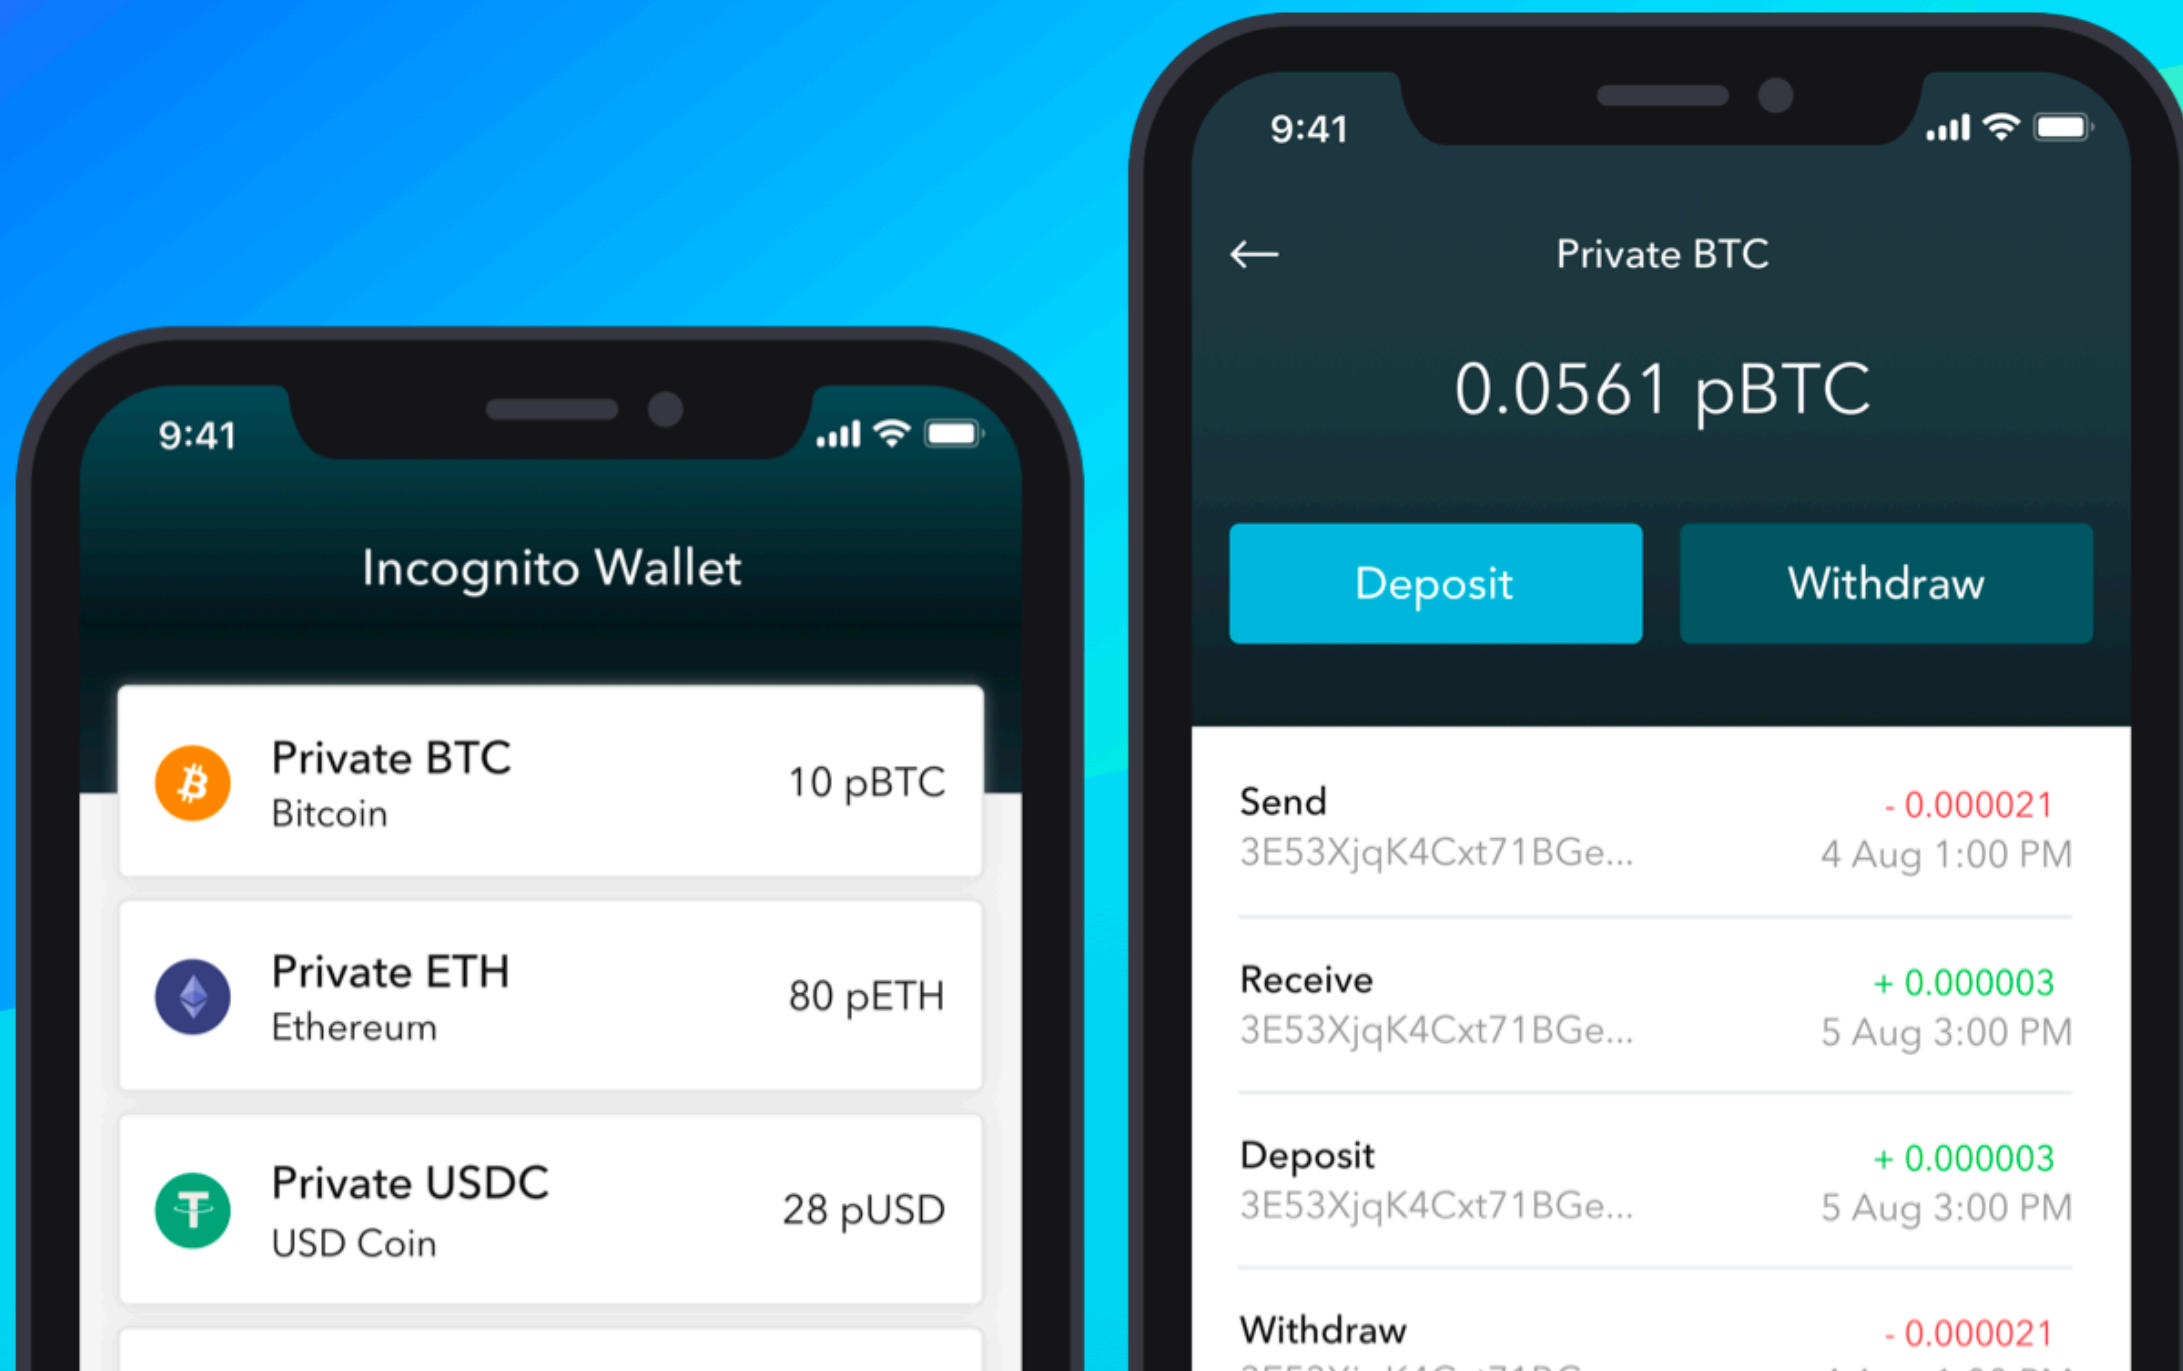 9:41
Incognito Wallet
Private BTC
Bitcoin
10 pBTC
Private ETH
Ethereum
80 pETH
Private USDC
USD Coin
28 pUSD
9:41
Private BTC
0.0561 pBTC
Deposit
Withdraw
Send
- 0.000021
3E53XjqK4Cxt71BGe...
4 Aug 1:00 PM
Receive
+ 0.000003
3E53XjqK4Cxt71BGe...
5 Aug 3:00 PM
Deposit
+ 0.000003
3E53XjqK4Cxt71BGe...
5 Aug 3:00 PM
Withdraw
- 0.000021